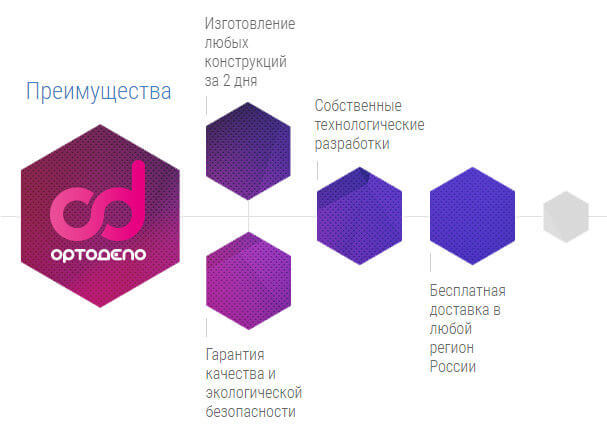 Преимущества
ОРТОДЕЛО
Изготовление
любых
конструкций
за 2 дня
Гарантия
качества и
экологической
безопасности
Собственные
технологические
разработки
Бесплатная
доставка в
любой
регион
России